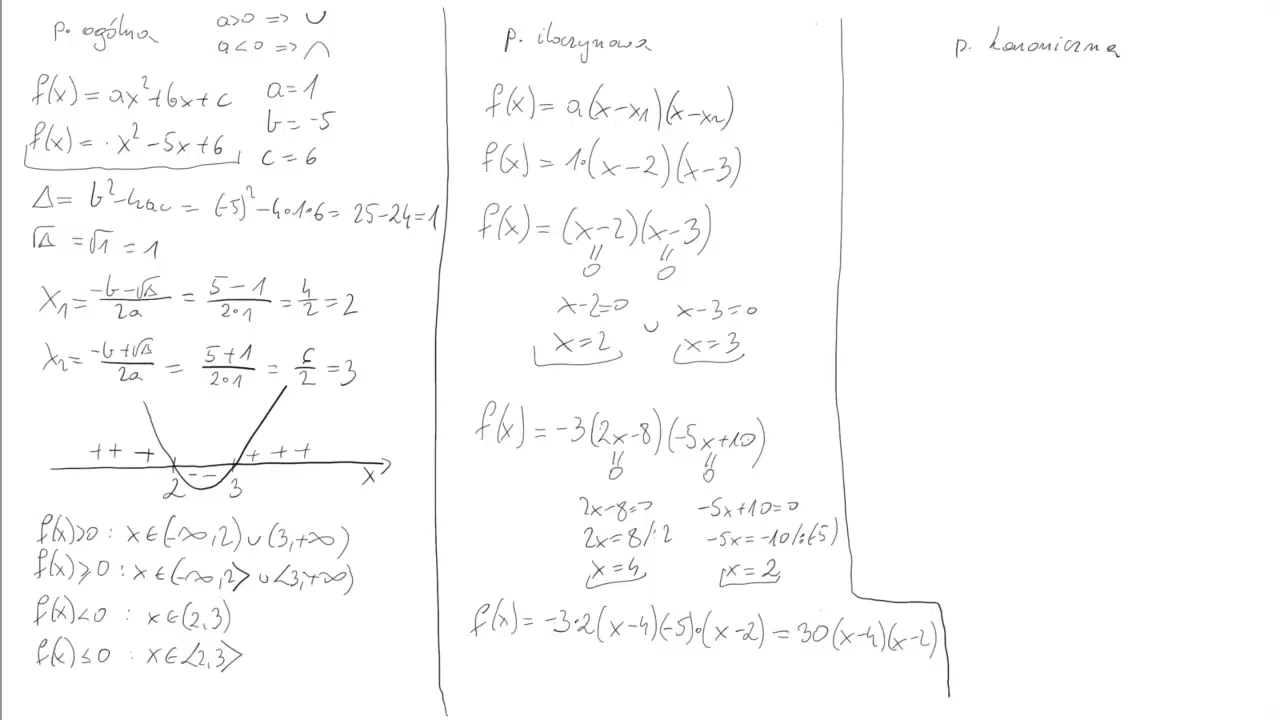 p. ogólna
a>0 => ∪
a<0 => ∩
f(x) = ax²+bx+c
a=1
f(x) = x² -5x+6
b=-5
c=6
Δ= b²-4ac = (-5)² -4·1·6= 25-24=1
√Δ =√1 = 1
x₁= (-b-√Δ)/2a = (5-1)/2·1 = 4/2 = 2
x₂= (-b+√Δ)/2a = (5+1)/2·1 = 6/2 = 3
+ + + + + +
- -
2 3 x
f(x)>0 : x∈(-∞,2)∪(3,+∞)
f(x)≥0 : x∈(-∞,2>∪<3,+∞)
f(x)<0 : x∈(2,3)
f(x)≤0 : x∈<2,3>
p. iloczynowa
f(x)= a(x-x₁)(x-x₂)
f(x) = 1·(x-2)(x-3)
f(x)= (x-2)(x-3)
= =
0 0
x-2=0 ∪ x-3=0
x=2 x=3
f(x) = -3(2x-8)(-5x+10)
= =
0 0
2x-8=0 -5x+10=0
2x=8/:2 -5x=-10/:(-5)
x=4 x=2
f(x)= -3·2(x-4)(-5)·(x-2) = 30(x-4)(x-2)
p. kanoniczna